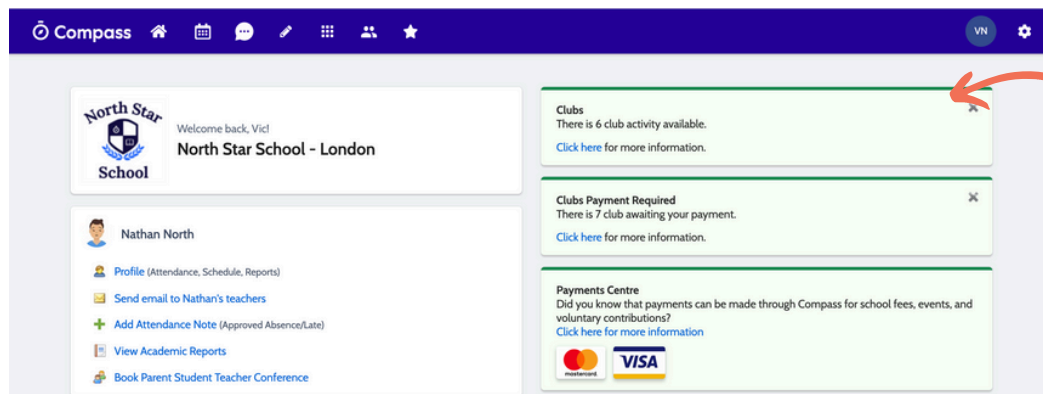 Compass
VN
North Star
School
Welcome back, Vic!
North Star School - London
Nathan North
Profile (Attendance, Schedule, Reports)
Send email to Nathan's teachers
Add Attendance Note (Approved Absence/Late)
View Academic Reports
Book Parent Student Teacher Conference
Clubs
There is 6 club activity available.
Click here for more information.
Clubs Payment Required
There is 7 club awaiting your payment.
Click here for more information.
Payments Centre
Did you know that payments can be made through Compass for school fees, events, and
voluntary contributions?
Click here for more information
mastercard
VISA